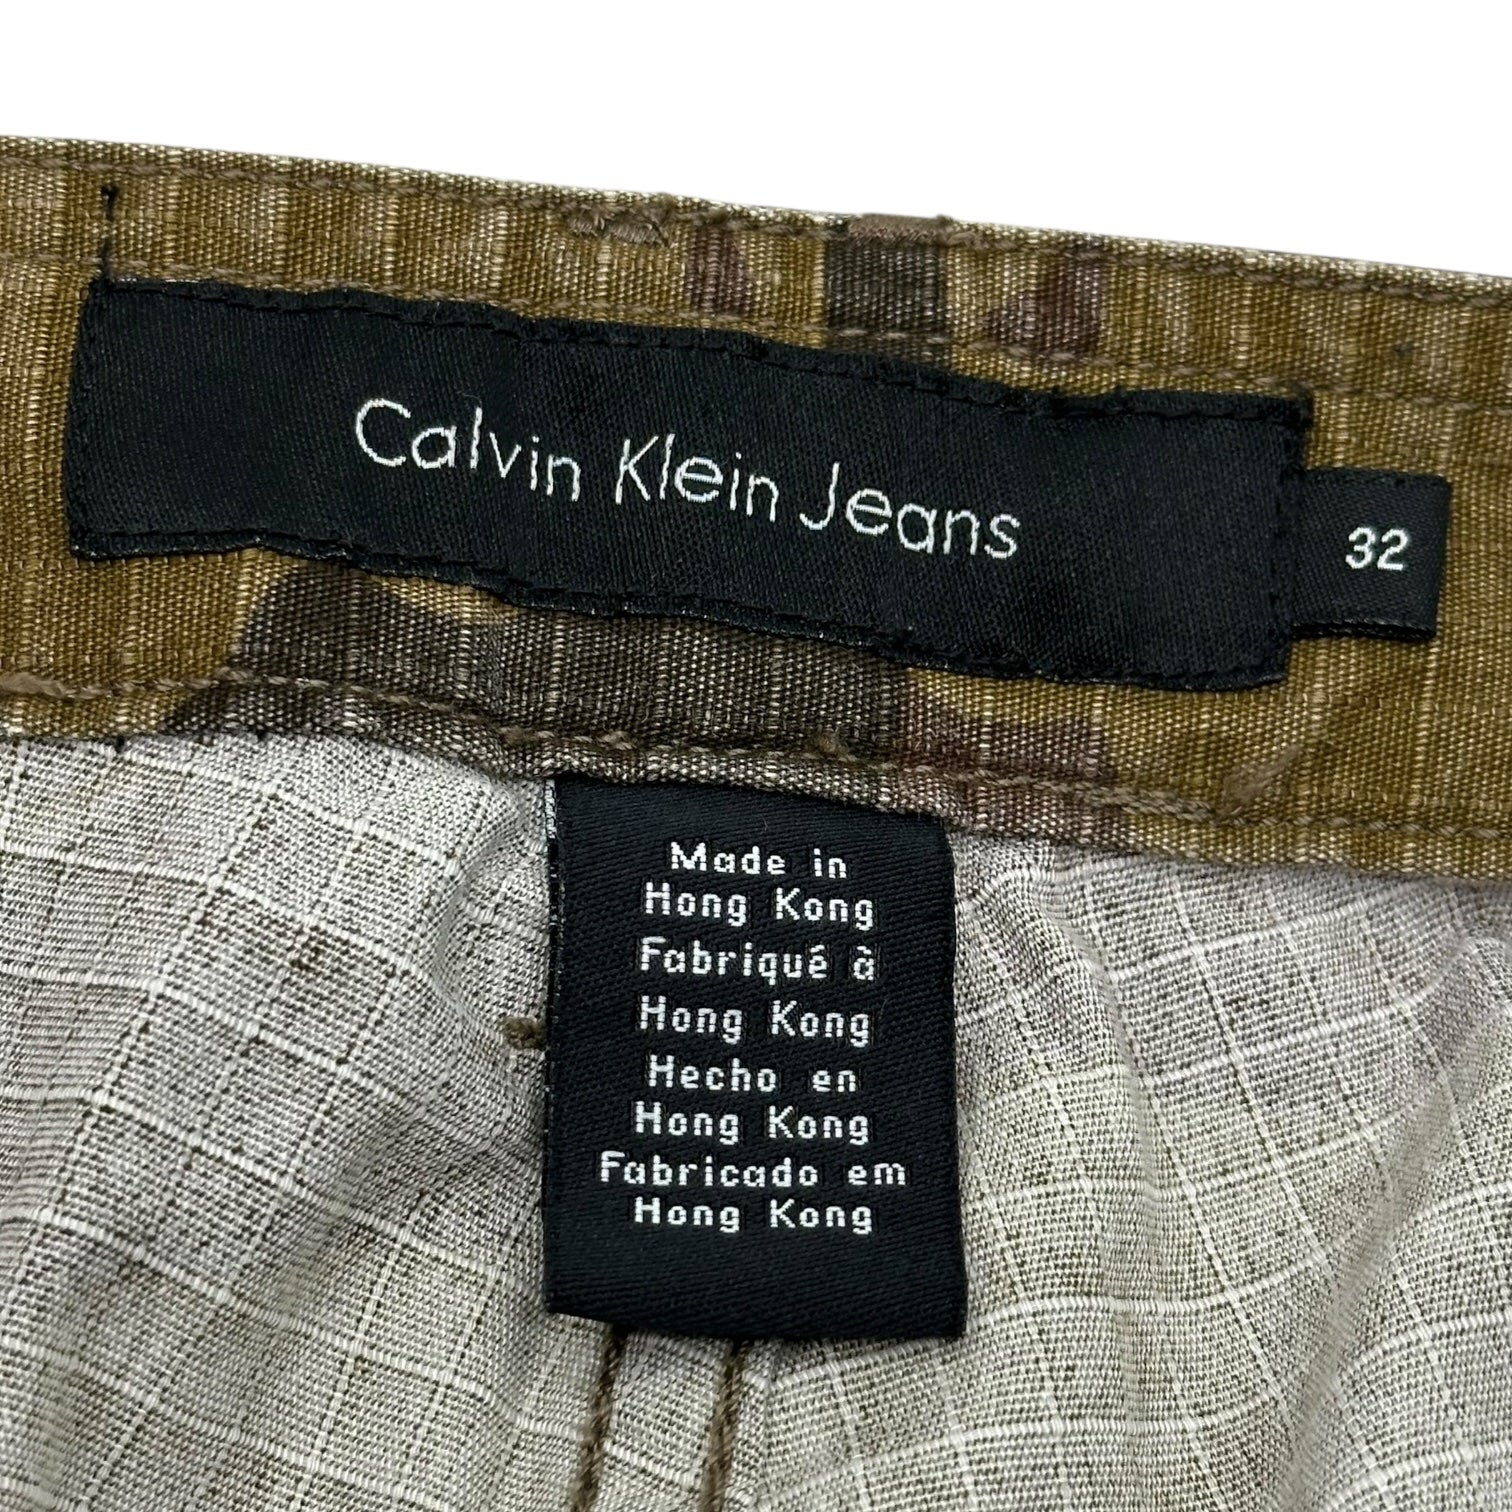 Calvin Klein Jeans
32
Made in
Hong Kong
Fabriqué à
Hong Kong
Hecho en
Hong Kong
Fabricado em
Hong Kong